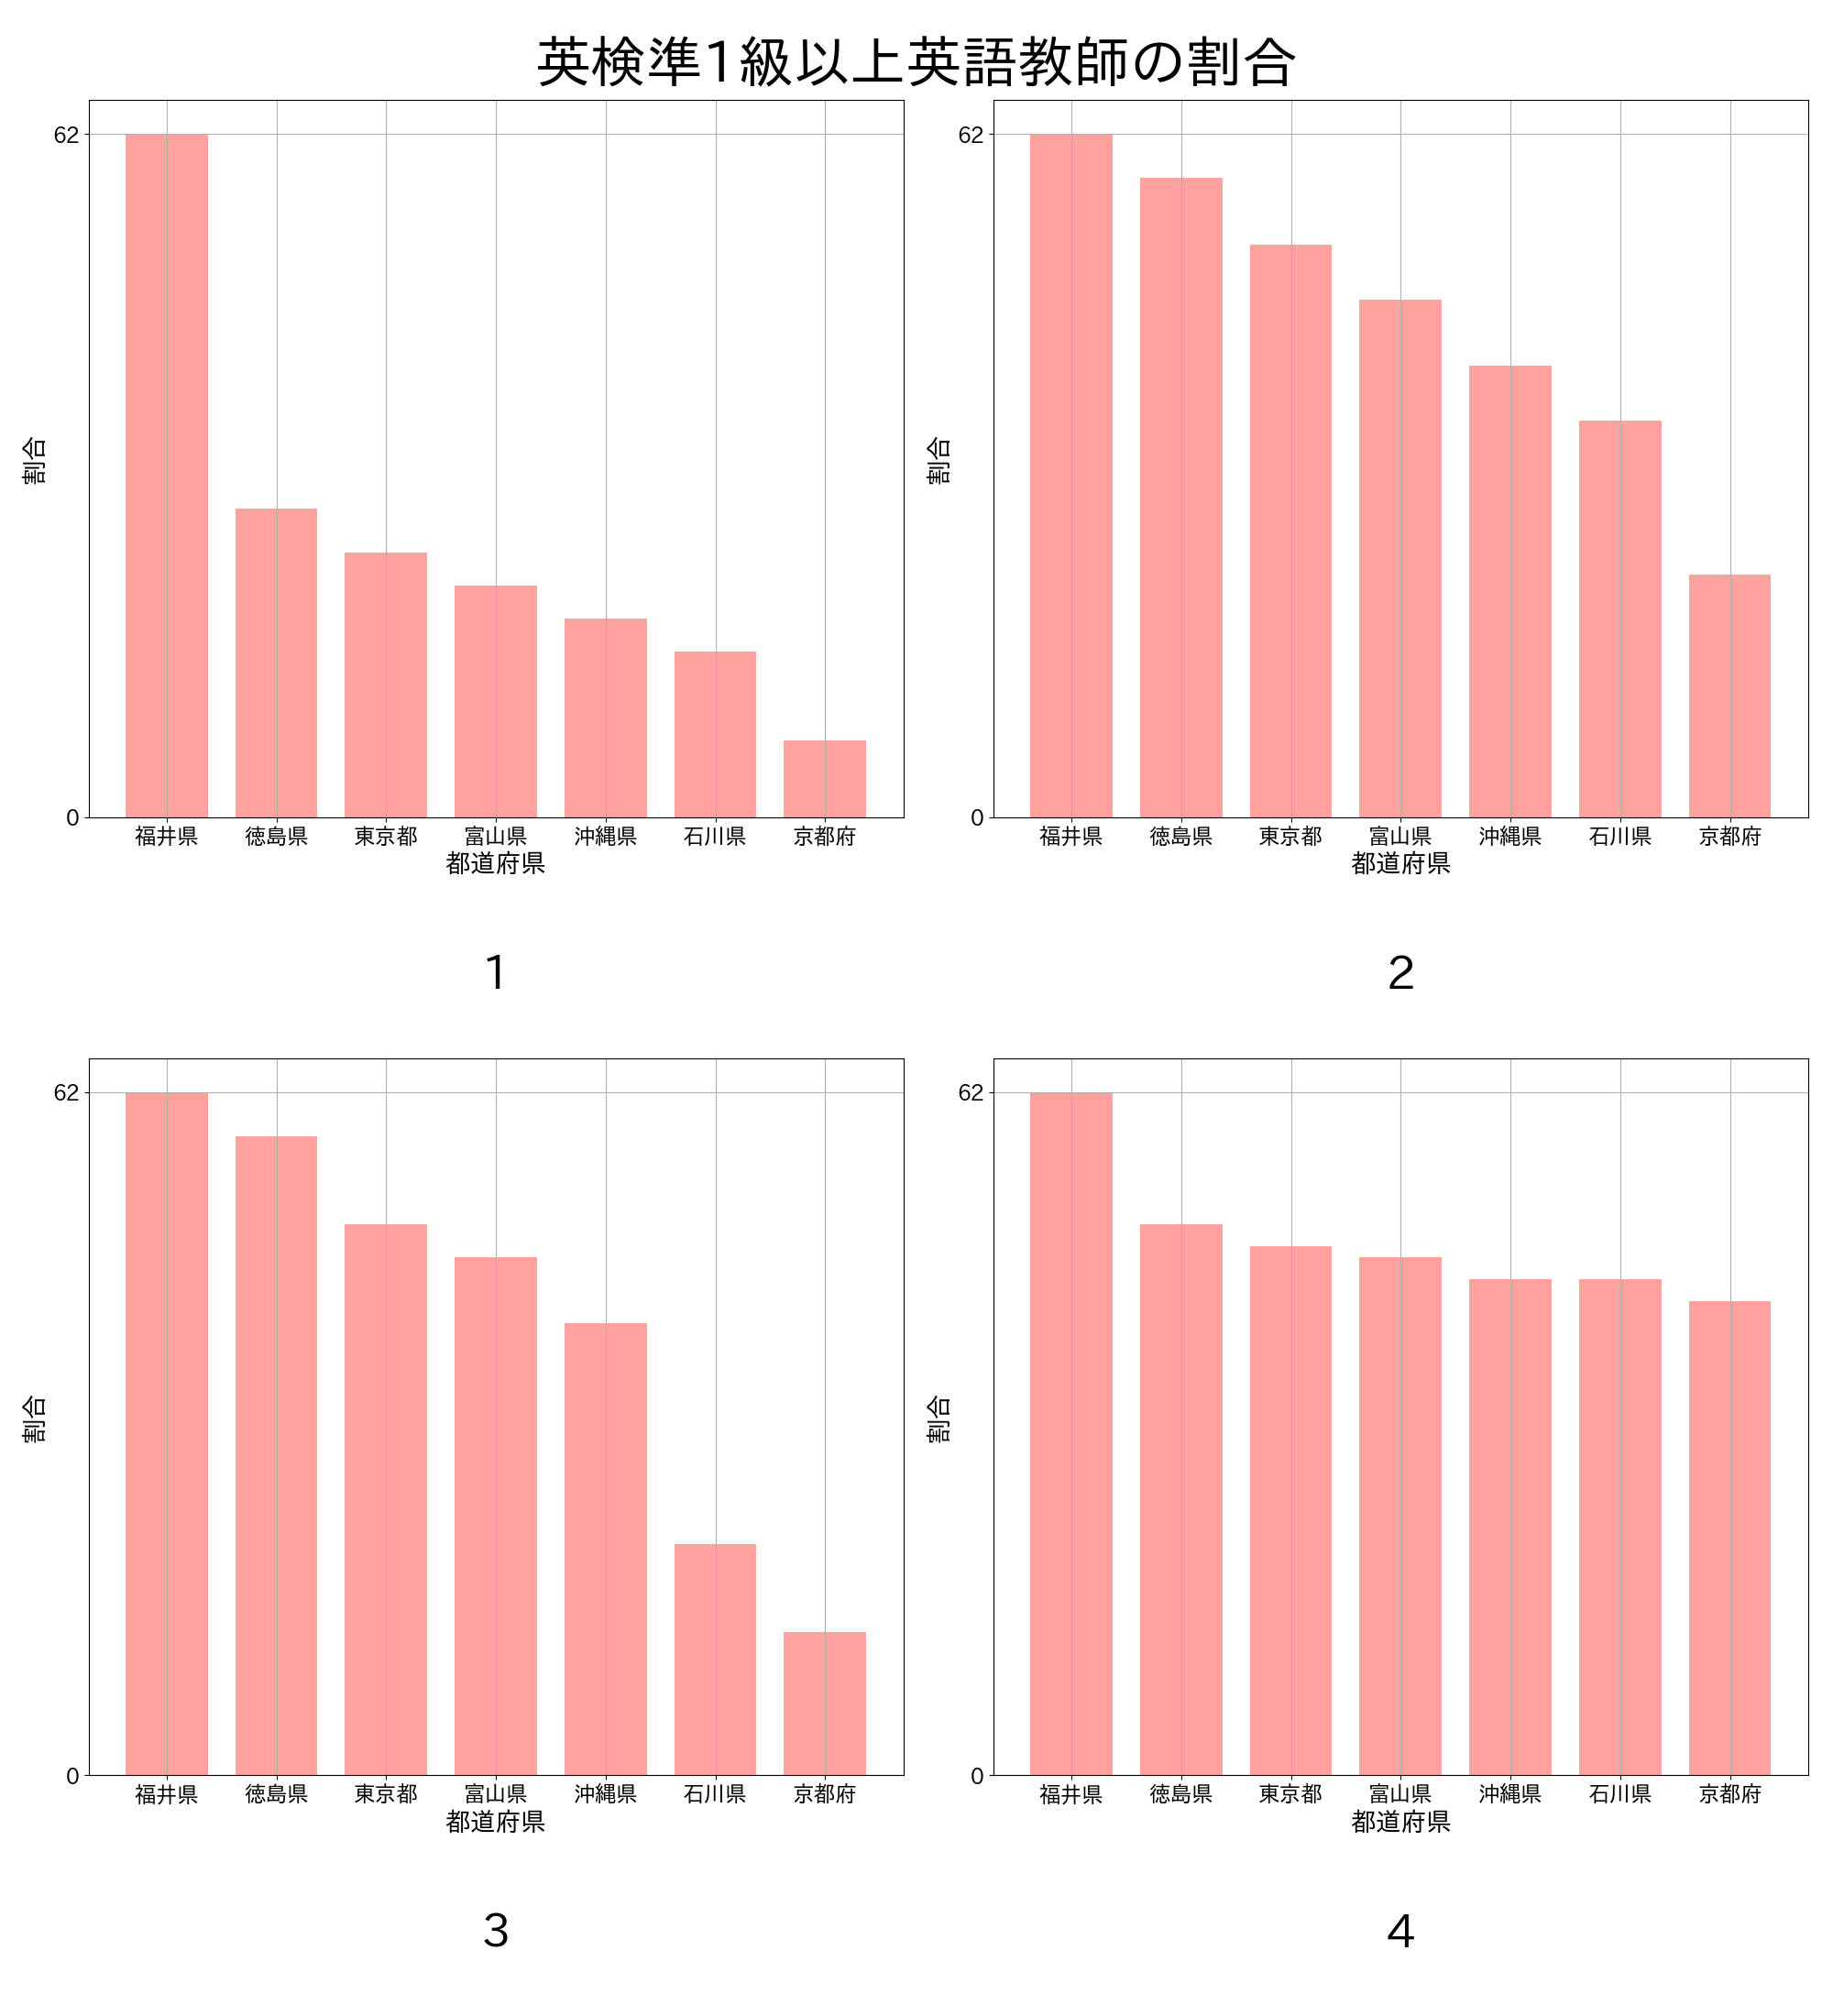 英検準1級以上英語教師の割合
62
0
割合
福井県 徳島県 東京都 富山県 沖縄県 石川県 京都府
都道府県
1
62
0
割合
福井県 徳島県 東京都 富山県 沖縄県 石川県 京都府
都道府県
2
62
0
割合
福井県 徳島県 東京都 富山県 沖縄県 石川県 京都府
都道府県
3
62
0
割合
福井県 徳島県 東京都 富山県 沖縄県 石川県 京都府
都道府県
4